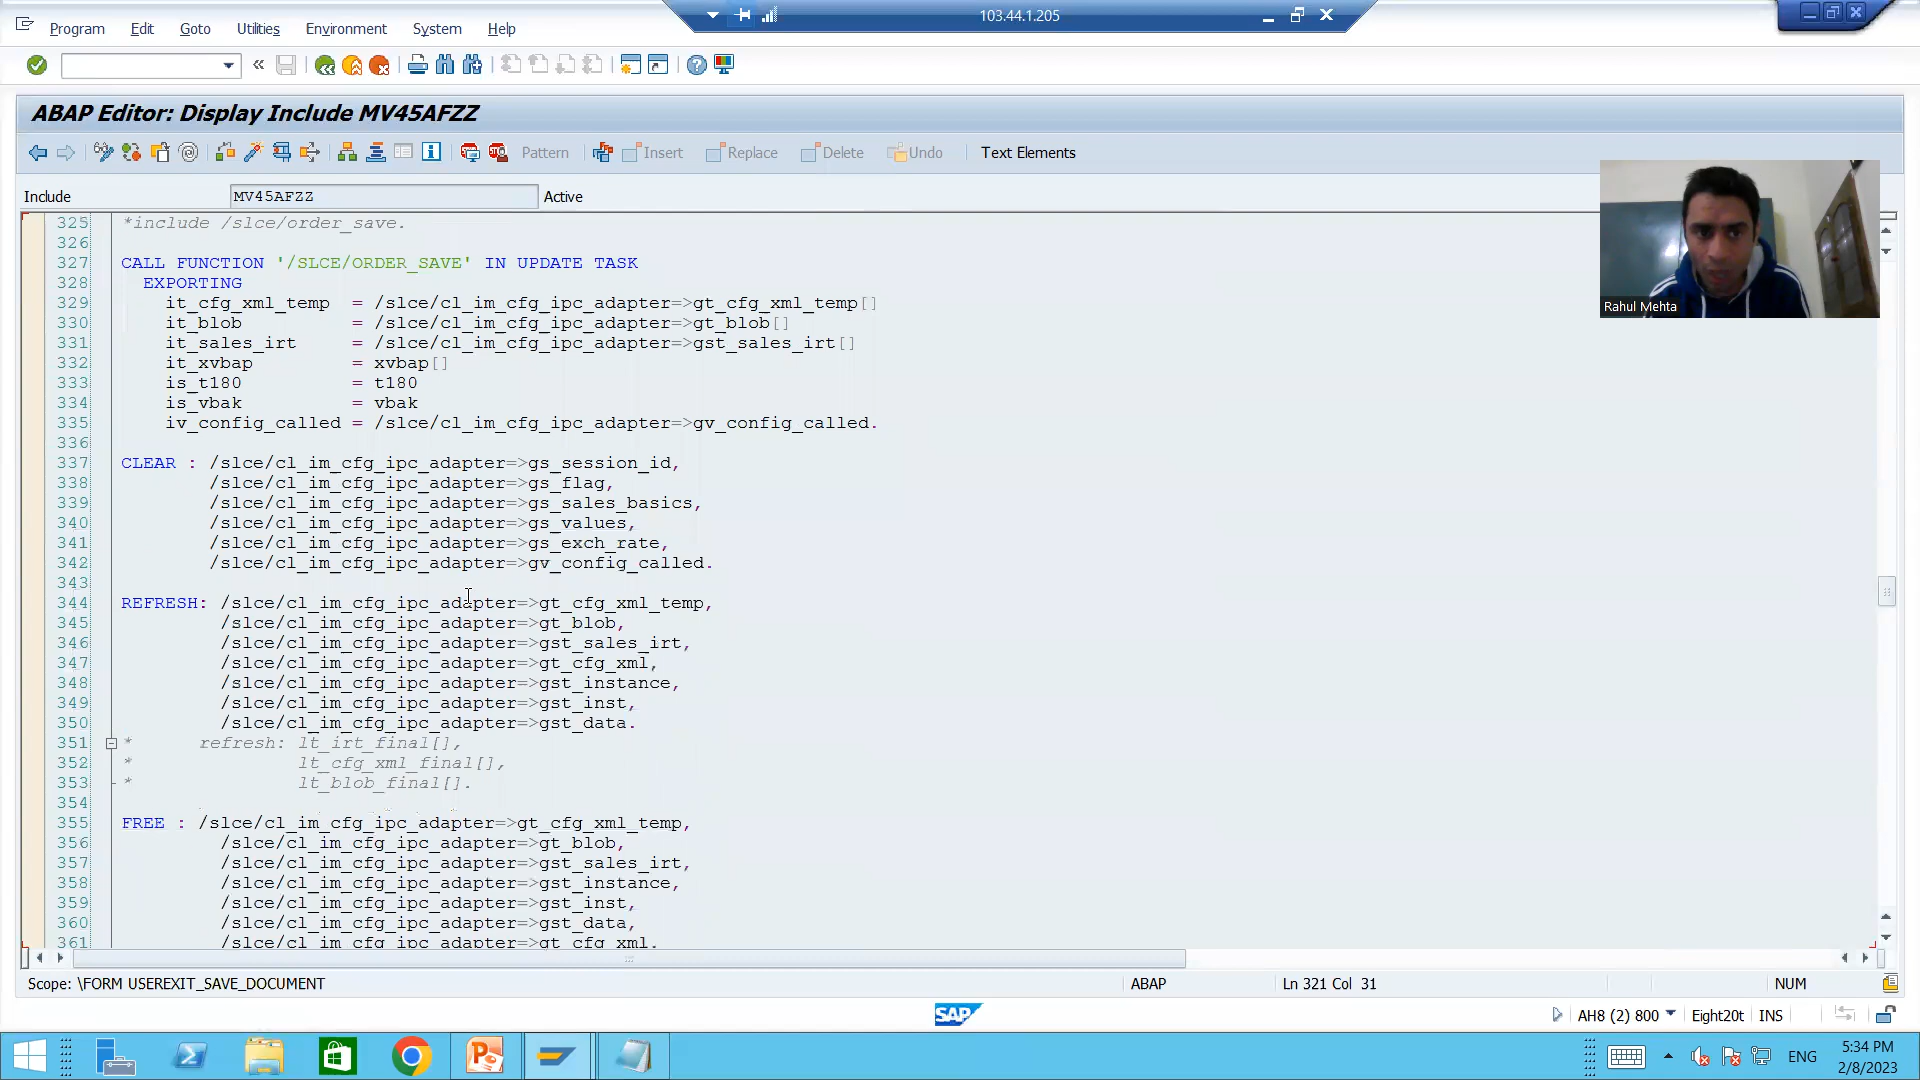 103.44.1.205
Program Edit Goto Utilities Environment System Help
«
ABAP Editor: Display Include MV45AFZZ
Pattern Insert Replace Delete Undo Text Elements
Include MV45AFZZ Active
325 *include /slce/order_save.
326
327 CALL FUNCTION '/SLCE/ORDER_SAVE' IN UPDATE TASK
328 EXPORTING
329 it_cfg_xml_temp = /slce/cl_im_cfg_ipc_adapter=>gt_cfg_xml_temp[]
330 it_blob = /slce/cl_im_cfg_ipc_adapter=>gt_blob[]
331 it_sales_irt = /slce/cl_im_cfg_ipc_adapter=>gst_sales_irt[]
332 it_xvbap = xvbap[]
333 is_t180 = t180
334 is_vbak = vbak
335 iv_config_called = /slce/cl_im_cfg_ipc_adapter=>gv_config_called.
336
337 CLEAR : /slce/cl_im_cfg_ipc_adapter=>gs_session_id,
338 /slce/cl_im_cfg_ipc_adapter=>gs_flag,
339 /slce/cl_im_cfg_ipc_adapter=>gs_sales_basics,
340 /slce/cl_im_cfg_ipc_adapter=>gs_values,
341 /slce/cl_im_cfg_ipc_adapter=>gs_exch_rate,
342 /slce/cl_im_cfg_ipc_adapter=>gv_config_called.
343
344 REFRESH: /slce/cl_im_cfg_ipc_adapter=>gt_cfg_xml_temp,
345 /slce/cl_im_cfg_ipc_adapter=>gt_blob,
346 /slce/cl_im_cfg_ipc_adapter=>gst_sales_irt,
347 /slce/cl_im_cfg_ipc_adapter=>gt_cfg_xml,
348 /slce/cl_im_cfg_ipc_adapter=>gst_instance,
349 /slce/cl_im_cfg_ipc_adapter=>gst_inst,
350 /slce/cl_im_cfg_ipc_adapter=>gst_data.
351 * refresh: lt_irt_final[],
352 * lt_cfg_xml_final[],
353 * lt_blob_final[].
354
355 FREE : /slce/cl_im_cfg_ipc_adapter=>gt_cfg_xml_temp,
356 /slce/cl_im_cfg_ipc_adapter=>gt_blob,
357 /slce/cl_im_cfg_ipc_adapter=>gst_sales_irt,
358 /slce/cl_im_cfg_ipc_adapter=>gst_instance,
359 /slce/cl_im_cfg_ipc_adapter=>gst_inst,
360 /slce/cl_im_cfg_ipc_adapter=>gst_data,
361 /slce/cl_im_cfg_ipc_adapter=>gt_cfg_xml.
Rahul Mehta
Scope: \FORM USEREXIT_SAVE_DOCUMENT ABAP Ln 321 Col 31 NUM
SAP AH8 (2) 800 Eight20t INS
ENG 5:34 PM
2/8/2023